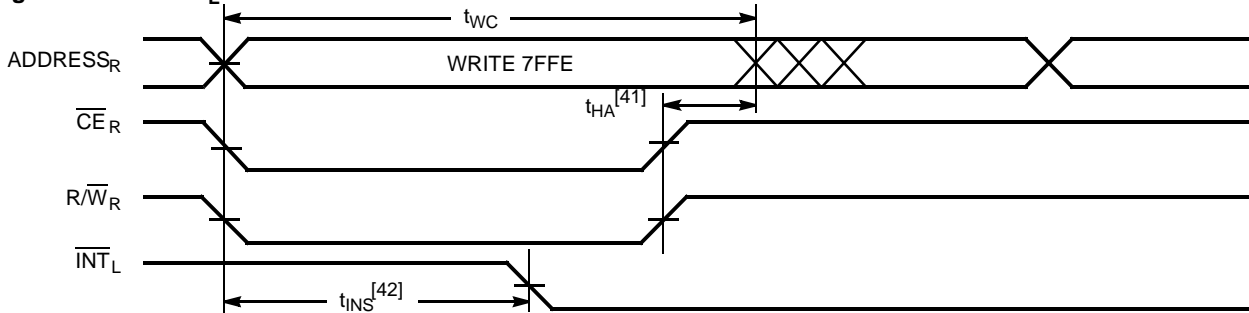 L
tWC
ADDRESSR
WRITE 7FFE
tHA[41]
CER
R/WR
INTL
tINS[42]